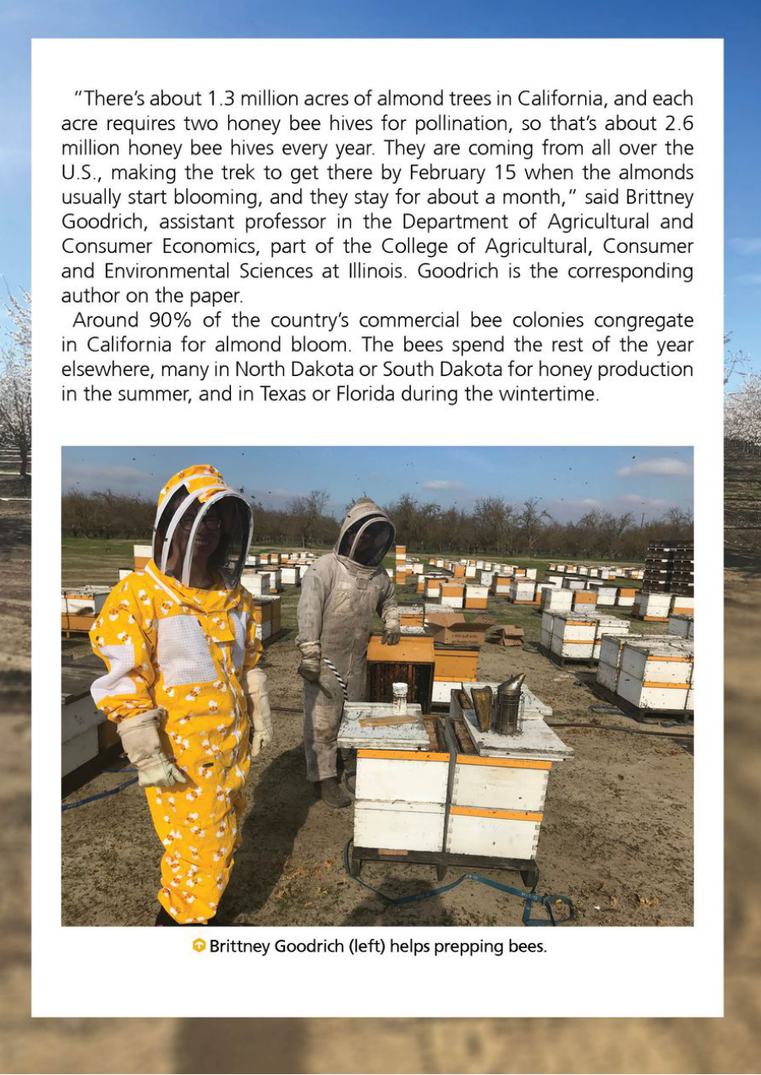 "There's about 1.3 million acres of almond trees in California, and each
acre requires two honey bee hives for pollination, so that's about 2.6
million honey bee hives every year. They are coming from all over the
U.S., making the trek to get there by February 15 when the almonds
usually start blooming, and they stay for about a month," said Brittney
Goodrich, assistant professor in the Department of Agricultural and
Consumer Economics, part of the College of Agricultural, Consumer
and Environmental Sciences at Illinois. Goodrich is the corresponding
author on the paper.
Around 90% of the country's commercial bee colonies congregate
in California for almond bloom. The bees spend the rest of the year
elsewhere, many in North Dakota or South Dakota for honey production
in the summer, and in Texas or Florida during the wintertime.
Brittney Goodrich (left) helps prepping bees.